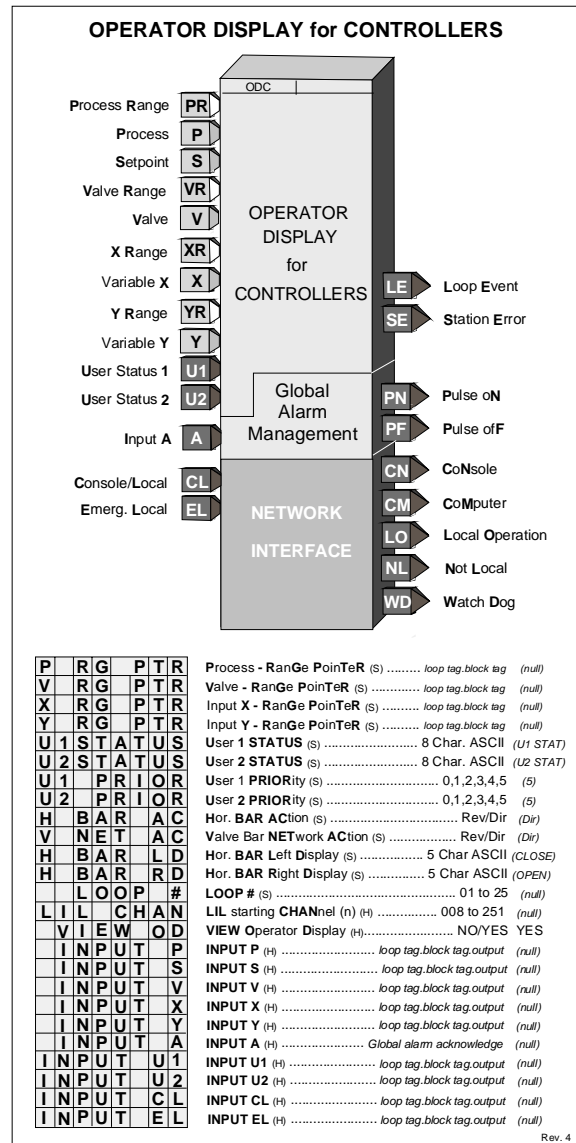 OPERATOR DISPLAY for CONTROLLERS
ODC
Process Range PR
Process P
Setpoint S
Valve Range VR
Valve V
X Range XR
Variable X X
Y Range YR
Variable Y Y
User Status 1 U1
User Status 2 U2
Input A A
Console/Local CL
Emerg. Local EL
OPERATOR
DISPLAY
for
CONTROLLERS
Global
Alarm
Management
NETWORK
INTERFACE
LE Loop Event
SE Station Error
PN Pulse oN
PF Pulse ofF
CN CoNsole
CM CoMputer
LO Local Operation
NL Not Local
WD Watch Dog
P RG PTR Process - RanGe PoinTeR (S) ......... loop tag.block tag (null)
V RG PTR Valve - RanGe PoinTeR (S) ............. loop tag.block tag (null)
X RG PTR Input X - RanGe PoinTeR (S) .......... loop tag.block tag (null)
Y RG PTR Input Y - RanGe PoinTeR (S) .......... loop tag.block tag (null)
U1STATUS User 1 STATUS (S) ................................ 8 Char. ASCII (U1 STAT)
U2STATUS User 2 STATUS (S) ................................ 8 Char. ASCII (U2 STAT)
U1 PRIOR User 1 PRIORity (S) ................................... 0,1,2,3,4,5 (5)
U2 PRIOR User 2 PRIORity (S) ................................... 0,1,2,3,4,5 (5)
H BAR AC Hor. BAR ACtion (S) ...................................... Rev/Dir (Dir)
V NET AC Valve Bar NETwork ACtion (S) ...................... Rev/Dir (Dir)
H BAR LD Hor. BAR Left Display (S) .................... 5 Char ASCII (CLOSE)
H BAR RD Hor. BAR Right Display (S) .................. 5 Char ASCII (OPEN)
LOOP # LOOP # (S) .................................................... 01 to 25 (null)
LIL CHAN LIL starting CHANnel (n) (H) .................... 008 to 251 (null)
VIEW OD VIEW Operator Display (H)........................ NO/YES YES
INPUT P INPUT P (H) .......................... loop tag.block tag.output (null)
INPUT S INPUT S (H) .......................... loop tag.block tag.output (null)
INPUT V INPUT V (H) .......................... loop tag.block tag.output (null)
INPUT X INPUT X (H) .......................... loop tag.block tag.output (null)
INPUT Y INPUT Y (H) .......................... loop tag.block tag.output (null)
INPUT A INPUT A (H) ........................ Global alarm acknowledge (null)
INPUT U1 INPUT U1 (H) ........................ loop tag.block tag.output (null)
INPUT U2 INPUT U2 (H) ........................ loop tag.block tag.output (null)
INPUT CL INPUT CL (H) ........................ loop tag.block tag.output (null)
INPUT EL INPUT EL (H) ........................ loop tag.block tag.output (null)
Rev. 4